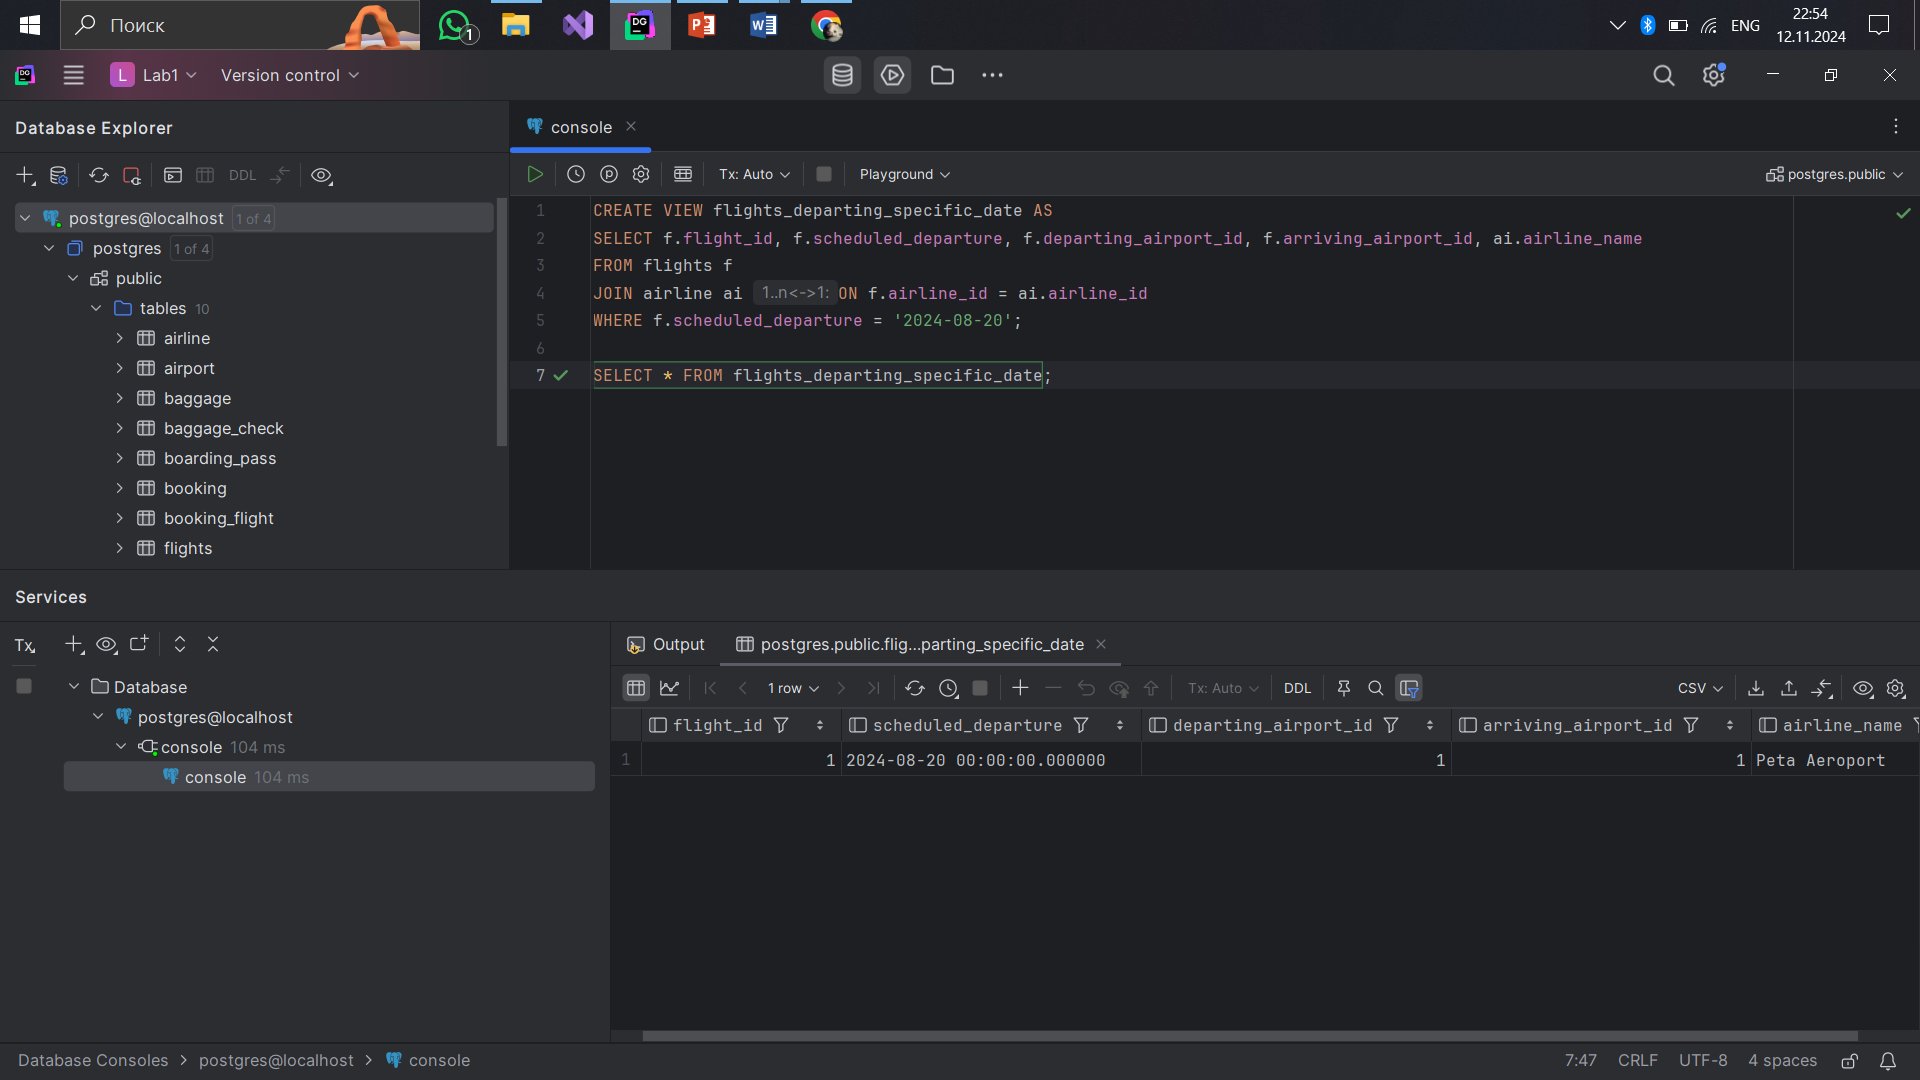 Поиск
1
ENG
22:54
12.11.2024
L Lab1
Version control
Database Explorer
console
DDL
Tx: Auto
Playground
postgres.public
postgres@localhost 1 of 4
postgres 1 of 4
public
tables 10
airline
airport
baggage
baggage_check
boarding_pass
booking
booking_flight
flights
1 CREATE VIEW flights_departing_specific_date AS
2 SELECT f.flight_id, f.scheduled_departure, f.departing_airport_id, f.arriving_airport_id, ai.airline_name
3 FROM flights f
4 JOIN airline ai 1..n<->1: ON f.airline_id = ai.airline_id
5 WHERE f.scheduled_departure = '2024-08-20';
6
7 SELECT * FROM flights_departing_specific_date;
Services
Tx
Database
postgres@localhost
console 104 ms
console 104 ms
Output
postgres.public.flig...parting_specific_date
1 row
Tx: Auto
DDL
CSV
flight_id scheduled_departure departing_airport_id arriving_airport_id airline_name
1 1 2024-08-20 00:00:00.000000 1 1 Peta Aeroport
Database Consoles > postgres@localhost > console
7:47 CRLF UTF-8 4 spaces